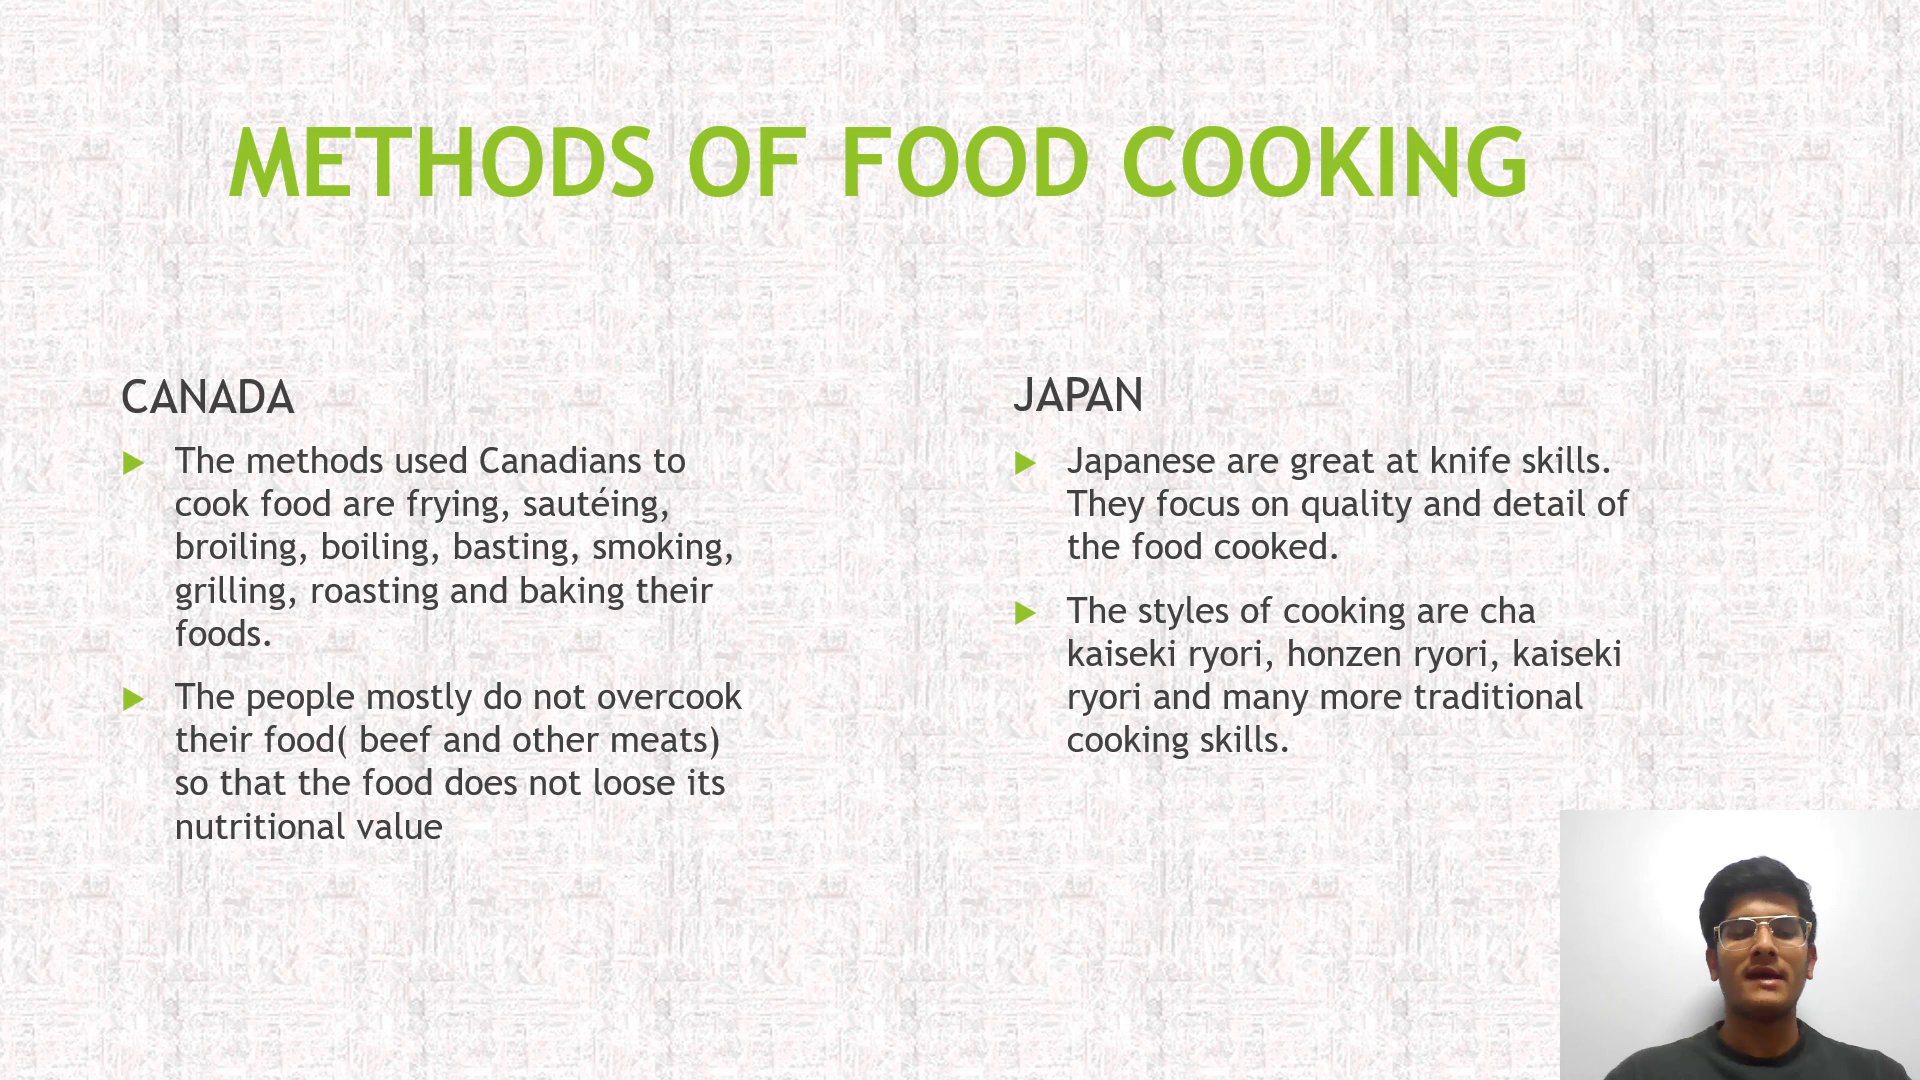 METHODS OF FOOD COOKING
CANADA
The methods used Canadians to
cook food are frying, sautéing,
broiling, boiling, basting, smoking,
grilling, roasting and baking their
foods.
The people mostly do not overcook
their food( beef and other meats)
so that the food does not loose its
nutritional value
JAPAN
Japanese are great at knife skills.
They focus on quality and detail of
the food cooked.
The styles of cooking are cha
kaiseki ryori, honzen ryori, kaiseki
ryori and many more traditional
cooking skills.